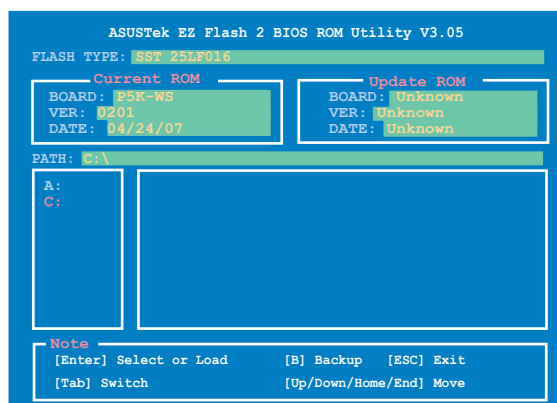 ASUSTek EZ Flash 2 BIOS ROM Utility V3.05
FLASH TYPE: SST 25LF016
Current ROM
BOARD: P5K-WS
VER: 0201
DATE: 04/24/07
Update ROM
BOARD: Unknown
VER: Unknown
DATE: Unknown
PATH: C:\
A:
C:
Note
[Enter] Select or Load [B] Backup [ESC] Exit
[Tab] Switch [Up/Down/Home/End] Move